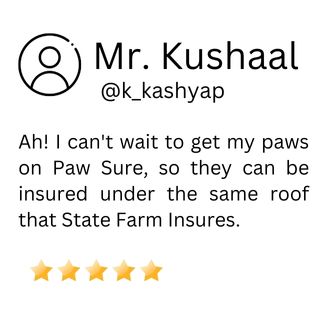 Mr. Kushaal
@k_kashyap
Ah! I can't wait to get my paws
on Paw Sure, so they can be
insured under the same roof
that State Farm Insures.